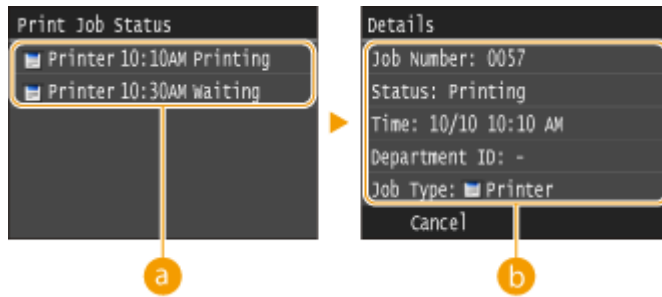 Print Job Status
Printer 10:10AM Printing
Printer 10:30AM Waiting
a
Details
Job Number: 0057
Status: Printing
Time: 10/10 10:10 AM
Department ID: -
Job Type: Printer
Cancel
b